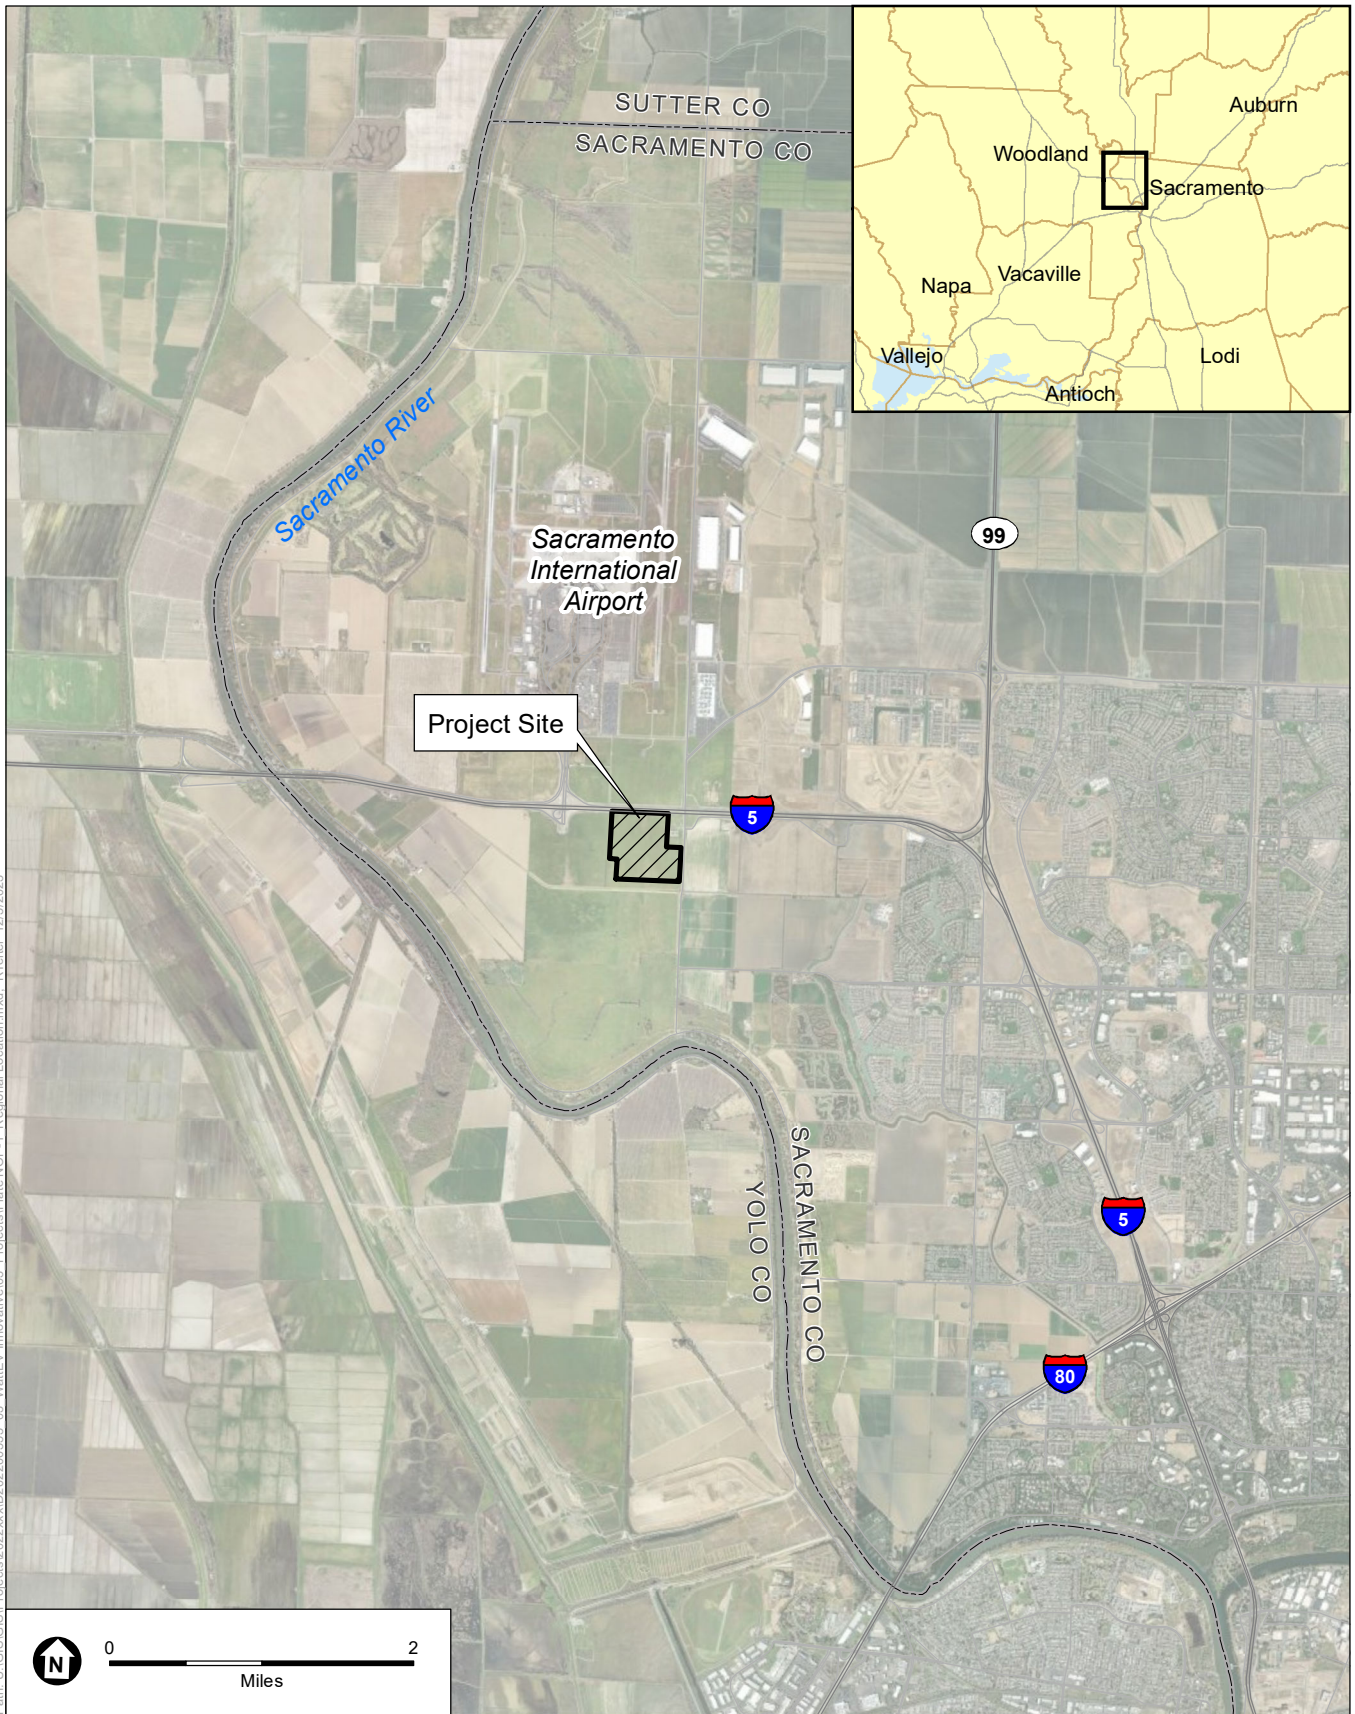 SUTTER CO
SACRAMENTO CO
Auburn
Woodland
Sacramento
Vacaville
Napa
Vallejo
Lodi
Antioch
Sacramento River
Sacramento
International
Airport
99
Project Site
5
SACRAMENTO CO
YOLO CO
5
80
N
0 2
Miles